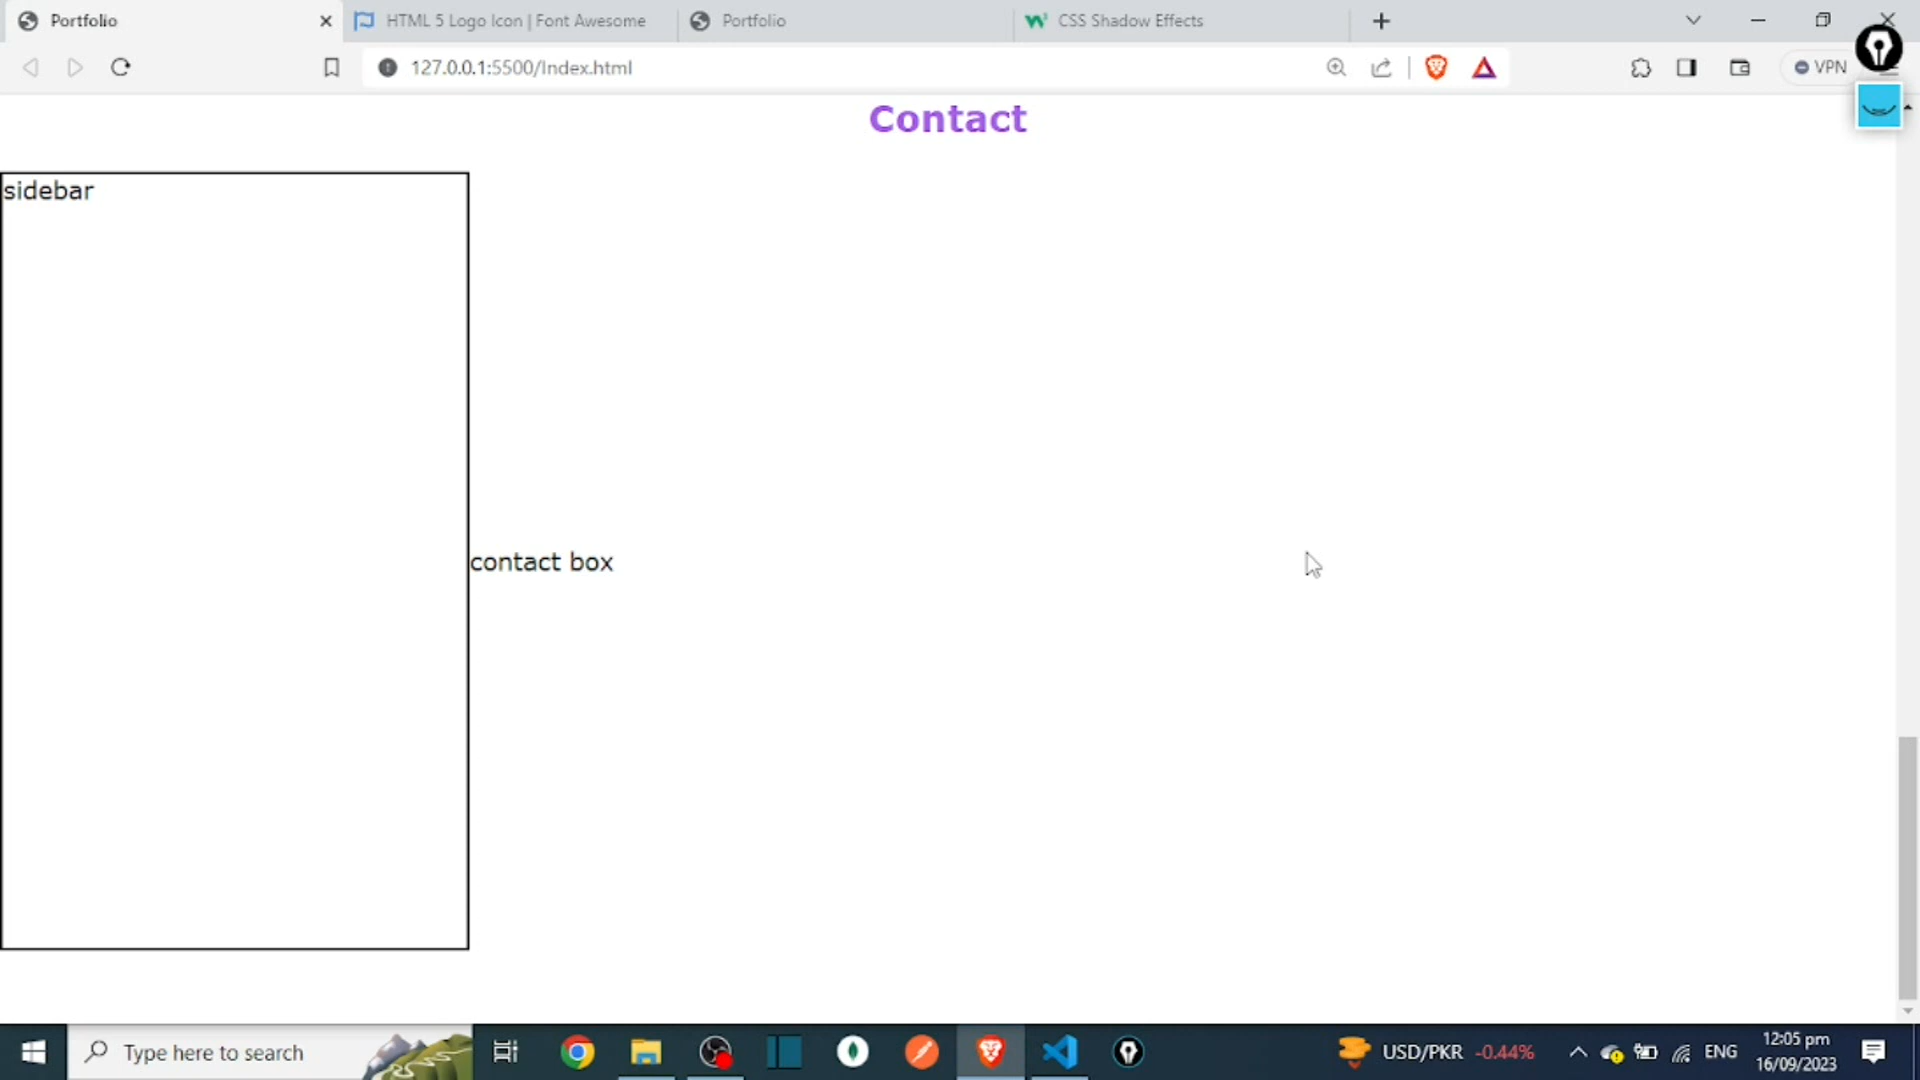 Portfolio
HTML 5 Logo Icon | Font Awesome
Portfolio
CSS Shadow Effects
127.0.0.1:5500/Index.html
VPN
Contact
sidebar
contact box
Type here to search
USD/PKR -0.44%
ENG
12:05 pm
16/09/2023